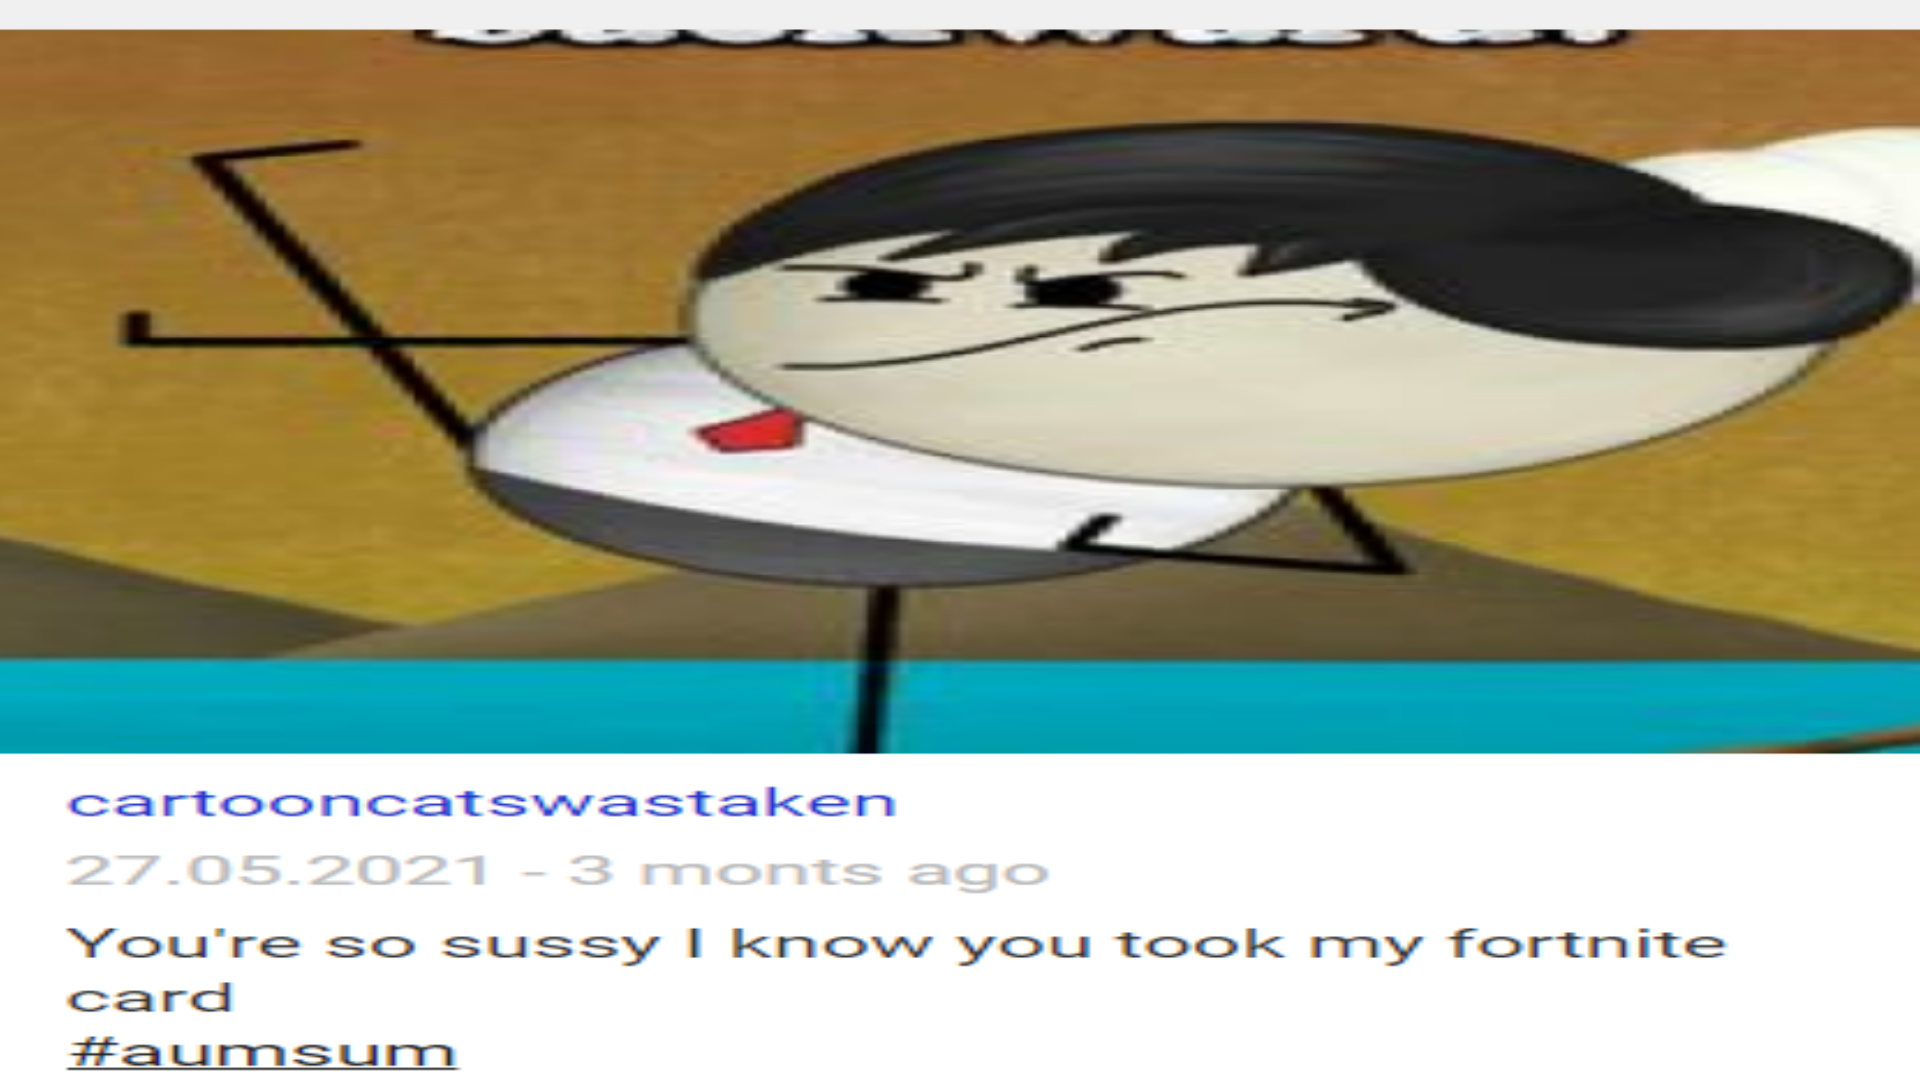 cartooncatswastaken
27.05.2021 - 3 monts ago
You're so sussy I know you took my fortnite
card
#aumsum